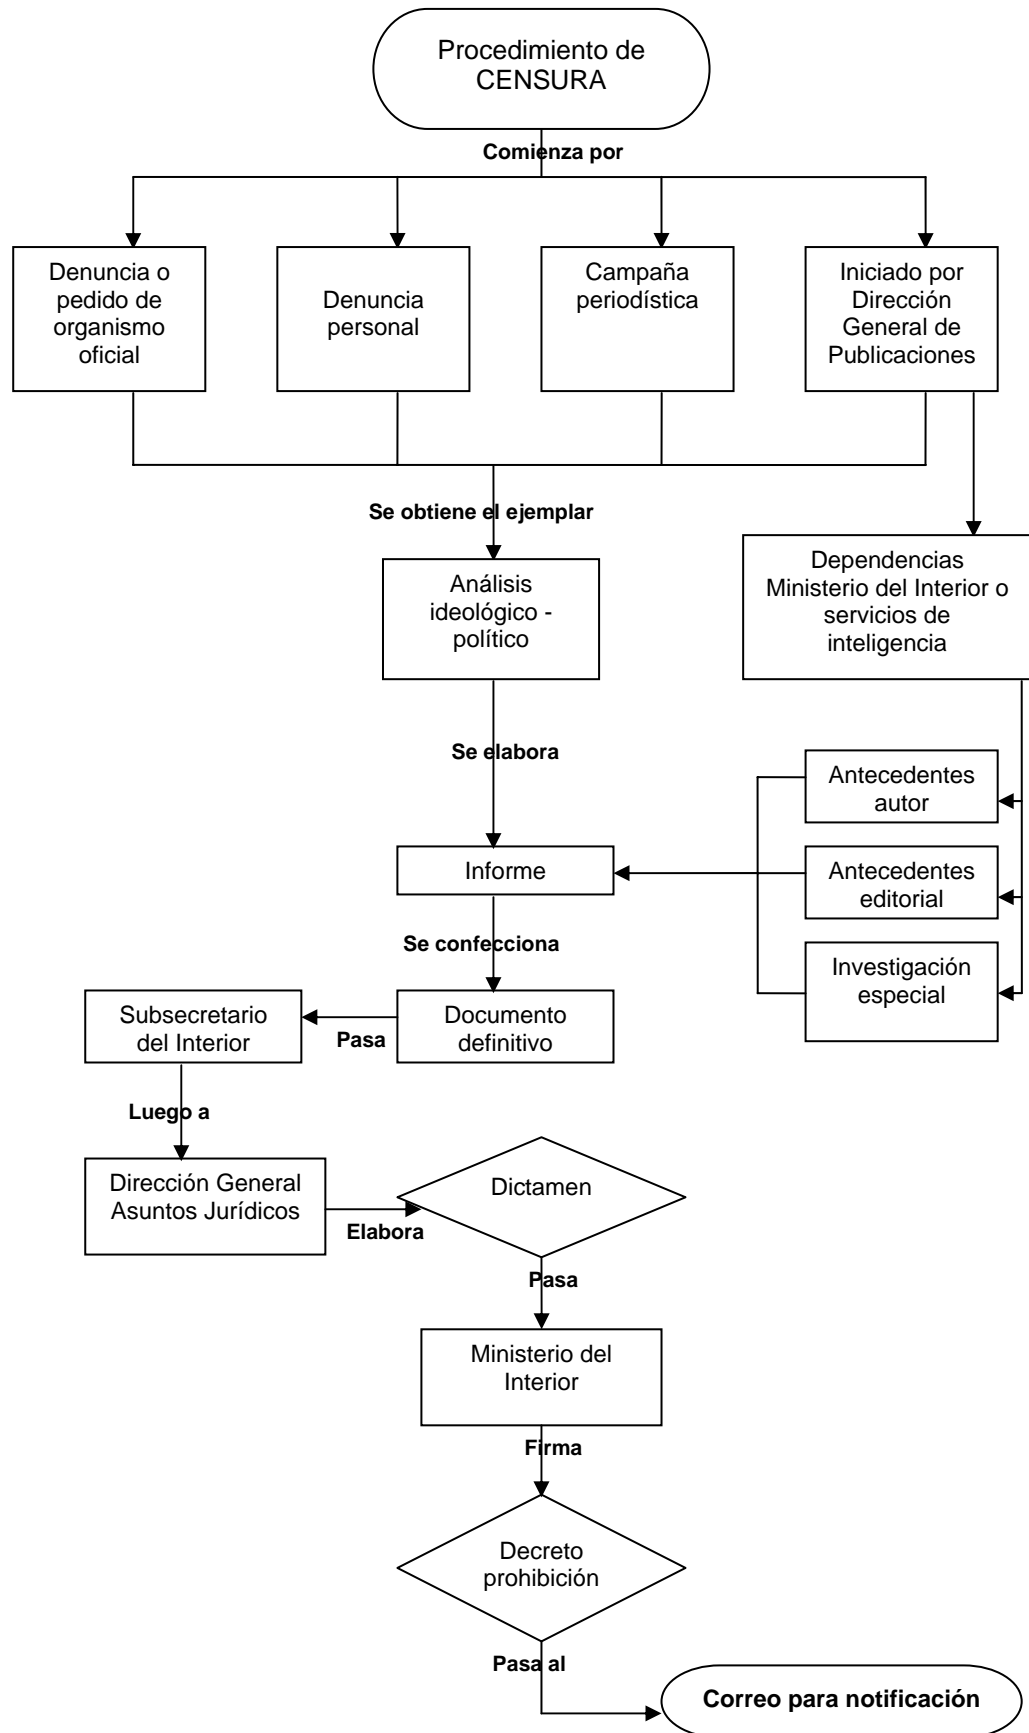 Procedimiento de
CENSURA
Comienza por
Denuncia o
pedido de
organismo
oficial
Denuncia
personal
Campaña
periodística
Iniciado por
Dirección
General de
Publicaciones
Se obtiene el ejemplar
Análisis
ideológico -
político
Dependencias
Ministerio del Interior o
servicios de
inteligencia
Se elabora
Antecedentes
autor
Informe
Antecedentes
editorial
Se confecciona
Investigación
especial
Subsecretario
del Interior
Pasa
Documento
definitivo
Luego a
Dirección General
Asuntos Jurídicos
Elabora
Dictamen
Pasa
Ministerio del
Interior
Firma
Decreto
prohibición
Pasa al
Correo para notificación